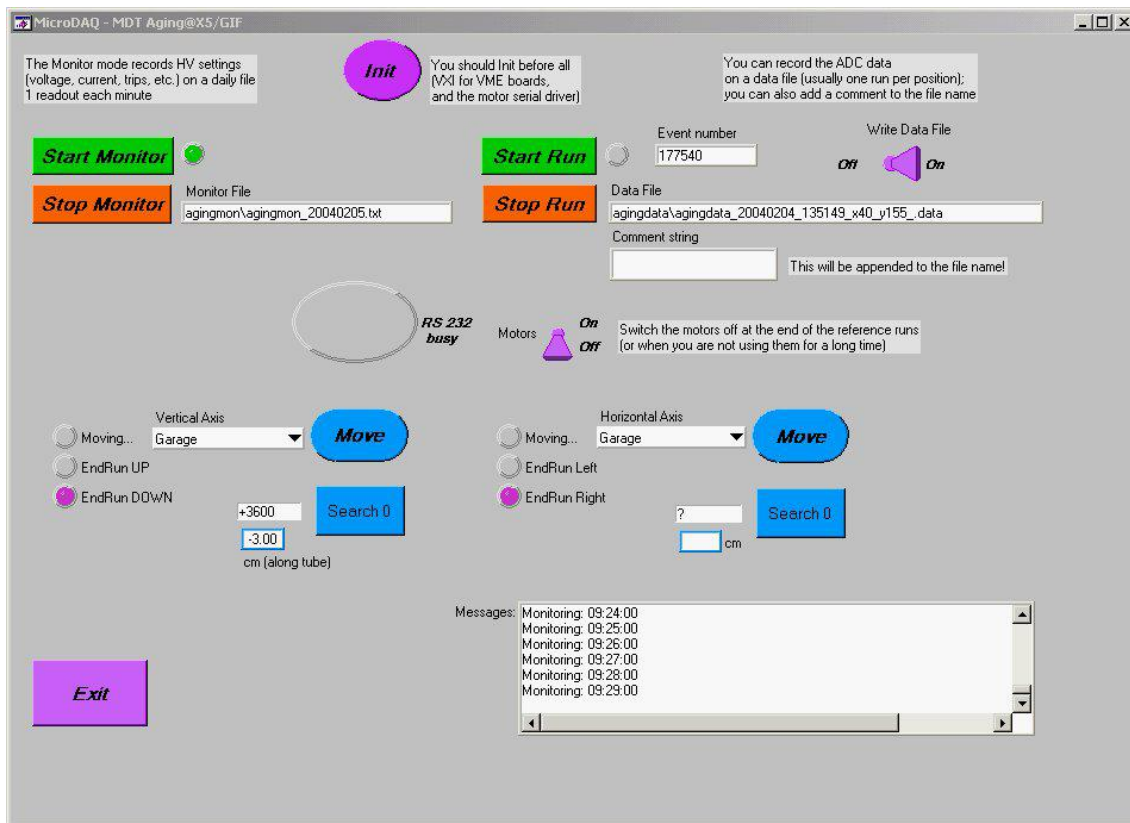 MicroDAQ - MDT Aging@X5/GIF
The Monitor mode records HV settings
(voltage, current, trips, etc.) on a daily file
1 readout each minute
Init
You should Init before all
(VXI for VME boards,
and the motor serial driver)
You can record the ADC data
on a data file (usually one run per position);
you can also add a comment to the file name
Start Monitor
Start Run
Event number
177540
Write Data File
Off
On
Stop Monitor
Monitor File
agingmon\agingmon_20040205.txt
Stop Run
Data File
agingdata\agingdata_20040204_135149_x40_y155_.data
Comment string
This will be appended to the file name!
RS 232
busy
Motors
On
Off
Switch the motors off at the end of the reference runs
(or when you are not using them for a long time)
Vertical Axis
Moving...
Garage
Move
EndRun UP
EndRun DOWN
+3600
Search 0
-3.00
cm (along tube)
Horizontal Axis
Moving...
Garage
Move
EndRun Left
EndRun Right
?
Search 0
cm
Messages:
Monitoring: 09:24:00
Monitoring: 09:25:00
Monitoring: 09:26:00
Monitoring: 09:27:00
Monitoring: 09:28:00
Monitoring: 09:29:00
Exit